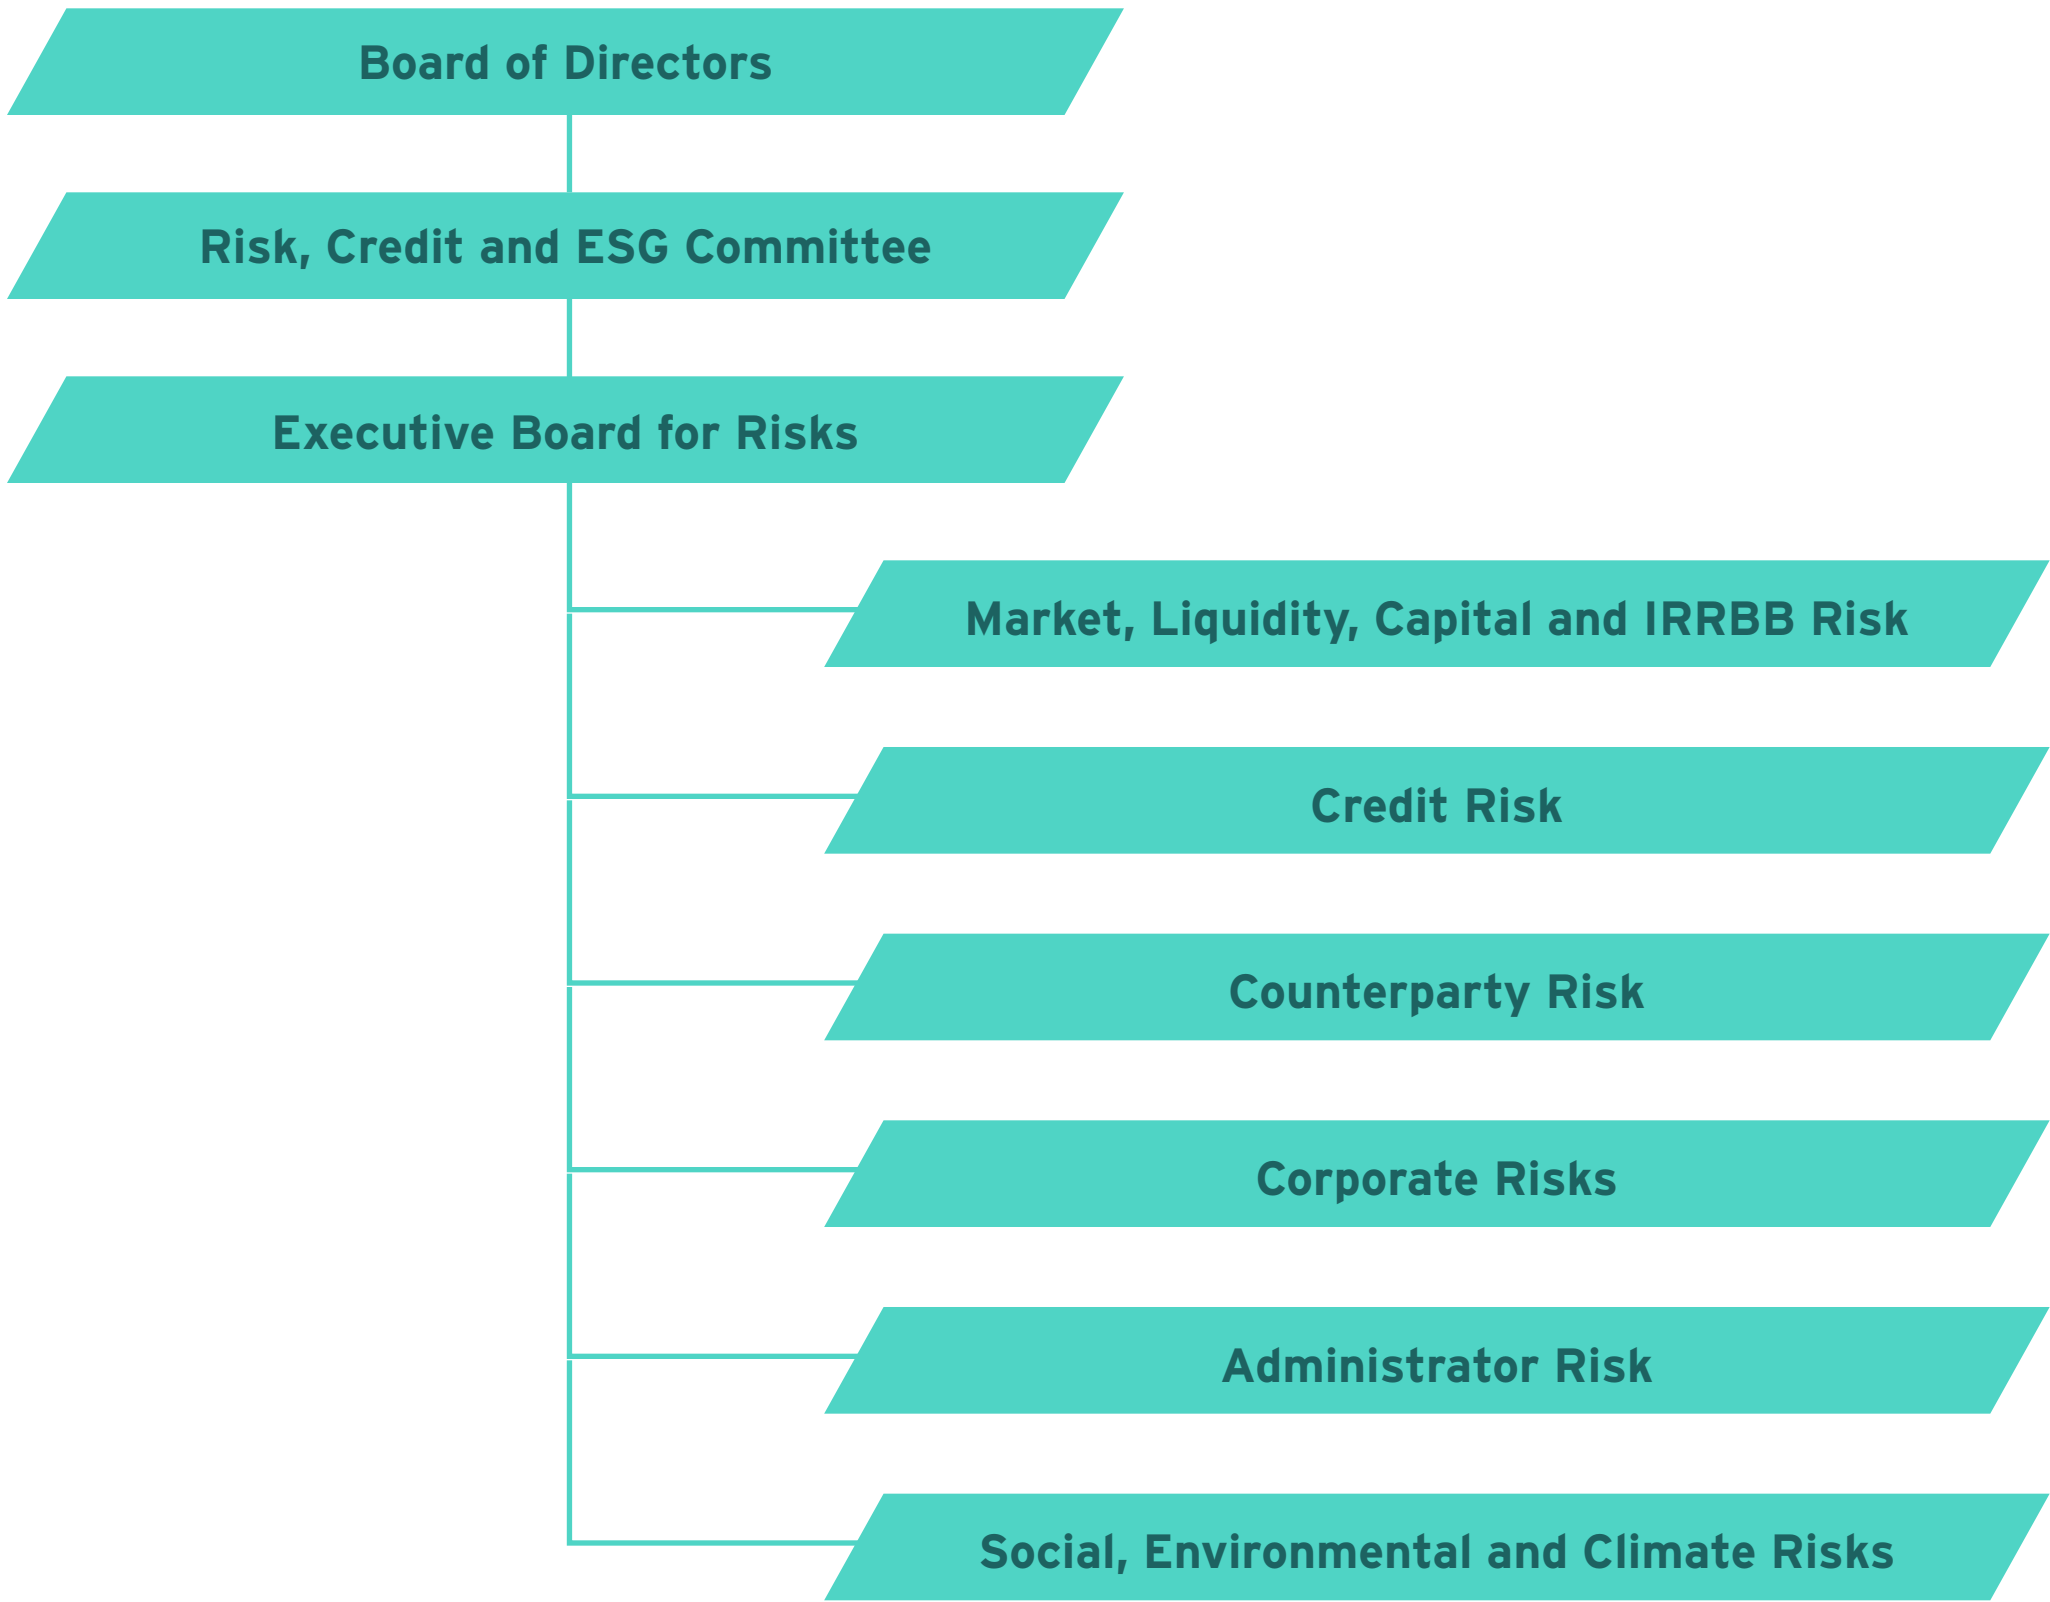 Board of Directors
Risk, Credit and ESG Committee
Executive Board for Risks
Market, Liquidity, Capital and IRRBB Risk
Credit Risk
Counterparty Risk
Corporate Risks
Administrator Risk
Social, Environmental and Climate Risks